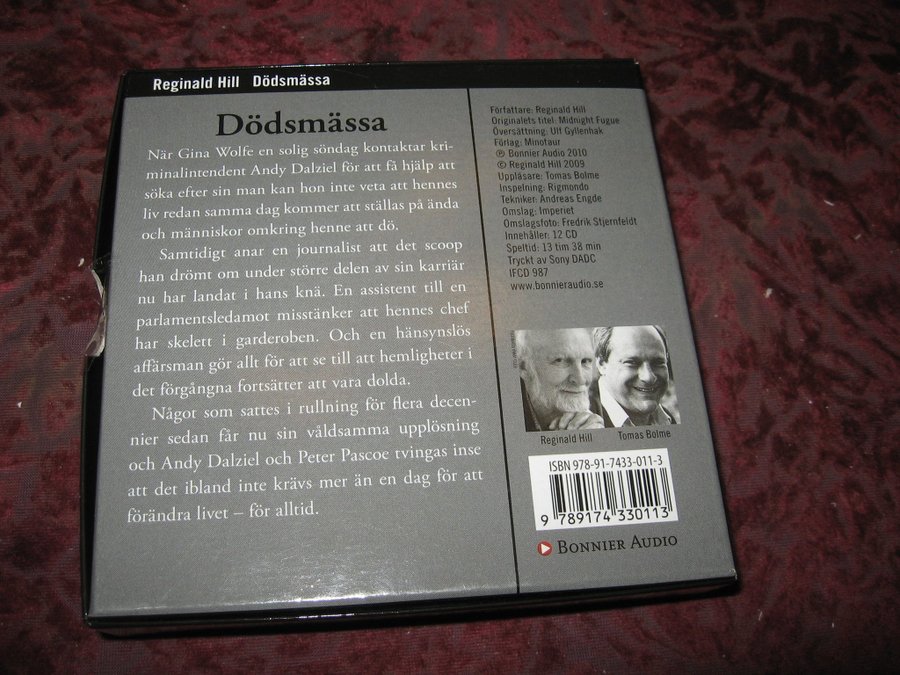 Reginald Hill Dödsmässa
Dödsmässa
När Gina Wolfe en solig söndag kontaktar kri-
minalintendent Andy Dalziel för att få hjälp att
söka efter sin man kan hon inte veta att hennes
liv redan samma dag kommer att ställas på ända
och människor omkring henne att dö.
Samtidigt anar en journalist att det scoop
han drömt om under större delen av sin karriär
nu har landat i hans knä. En assistent till en
parlamentsledamot misstänker att hennes chef
har skelett i garderoben. Och en hänsynslös
affärsman gör allt för att se till att hemligheter i
det förgångna fortsätter att vara dolda.
Något som sattes i rullning för flera decen-
nier sedan får nu sin våldsamma upplösning
och Andy Dalziel och Peter Pascoe tvingas inse
att det ibland inte krävs mer än en dag för att
förändra livet – för alltid.
Författare: Reginald Hill
Originalets titel: Midnight Fugue
Översättning: Ulf Gyllenhak
Förlag: Minotaur
℗ Bonnier Audio 2010
© Reginald Hill 2009
Uppläsare: Tomas Bolme
Inspelning: Rigmondo
Tekniker: Andreas Engde
Omslag: Imperiet
Omslagsfoto: Fredrik Stjernfeldt
Innehåller: 12 CD
Speltid: 13 tim 38 min
Tryckt av Sony DADC
IFCD 987
www.bonnieraudio.se
Reginald Hill Tomas Bolme
ISBN 978-91-7433-011-3
9 789174 330113
BONNIER AUDIO